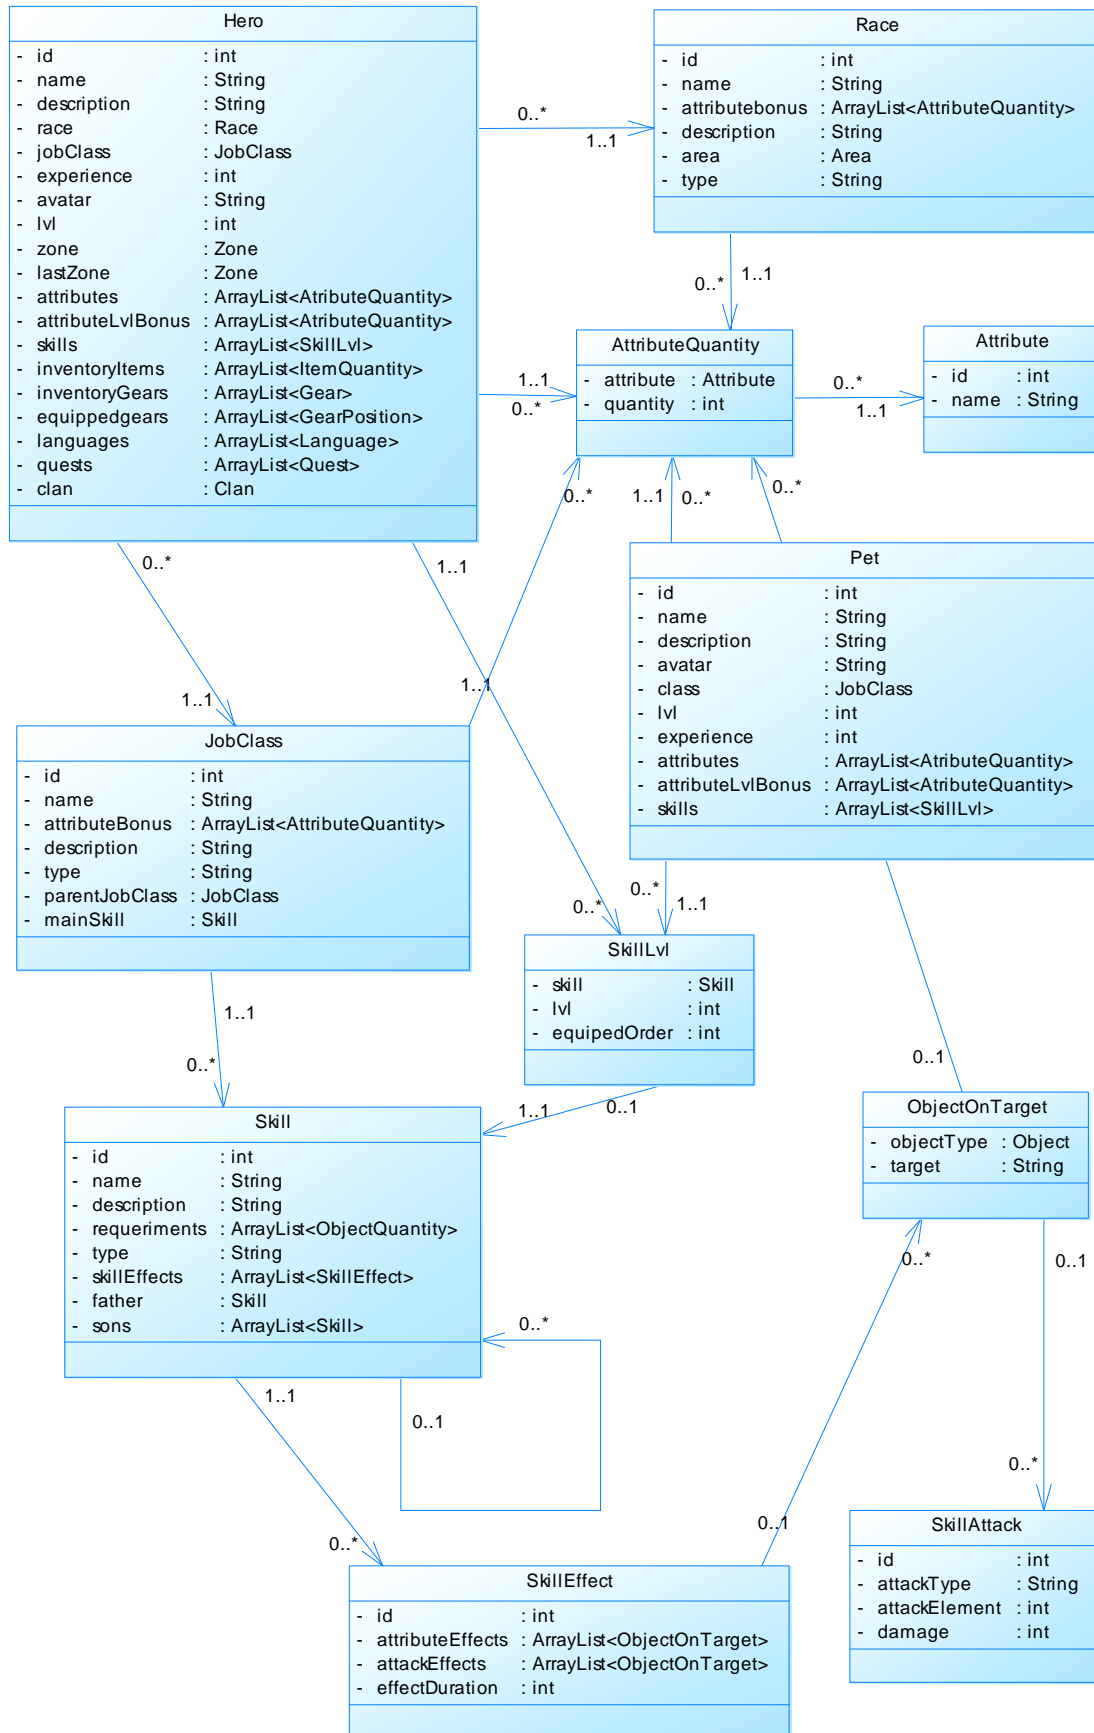 Hero
- id : int
- name : String
- description : String
- race : Race
- jobClass : JobClass
- experience : int
- avatar : String
- lvl : int
- zone : Zone
- lastZone : Zone
- attributes : ArrayList<AtributeQuantity>
- attributeLvlBonus : ArrayList<AtributeQuantity>
- skills : ArrayList<SkillLvl>
- inventoryItems : ArrayList<ItemQuantity>
- inventoryGears : ArrayList<Gear>
- equippedgears : ArrayList<GearPosition>
- languages : ArrayList<Language>
- quests : ArrayList<Quest>
- clan : Clan
0..*
1..1
Race
- id : int
- name : String
- attributebonus : ArrayList<AttributeQuantity>
- description : String
- area : Area
- type : String
1..1
0..*
AttributeQuantity
- attribute : Attribute
- quantity : int
1..1
0..*
0..*
1..1
Attribute
- id : int
- name : String
0..*
1..1
0..*
0..*
Pet
- id : int
- name : String
- description : String
- avatar : String
- class : JobClass
- lvl : int
- experience : int
- attributes : ArrayList<AtributeQuantity>
- attributeLvlBonus : ArrayList<AtributeQuantity>
- skills : ArrayList<SkillLvl>
0..*
1..1
1..1
1..1
JobClass
- id : int
- name : String
- attributeBonus : ArrayList<AttributeQuantity>
- description : String
- type : String
- parentJobClass : JobClass
- mainSkill : Skill
0..*
1..1
0..*
SkillLvl
- skill : Skill
- lvl : int
- equipedOrder : int
1..1
0..*
0..1
1..1
0..1
ObjectOnTarget
- objectType : Object
- target : String
Skill
- id : int
- name : String
- description : String
- requeriments : ArrayList<ObjectQuantity>
- type : String
- skillEffects : ArrayList<SkillEffect>
- father : Skill
- sons : ArrayList<Skill>
0..*
0..1
1..1
0..*
0..*
0..1
0..1
0..*
SkillAttack
- id : int
- attackType : String
- attackElement : int
- damage : int
SkillEffect
- id : int
- attributeEffects : ArrayList<ObjectOnTarget>
- attackEffects : ArrayList<ObjectOnTarget>
- effectDuration : int